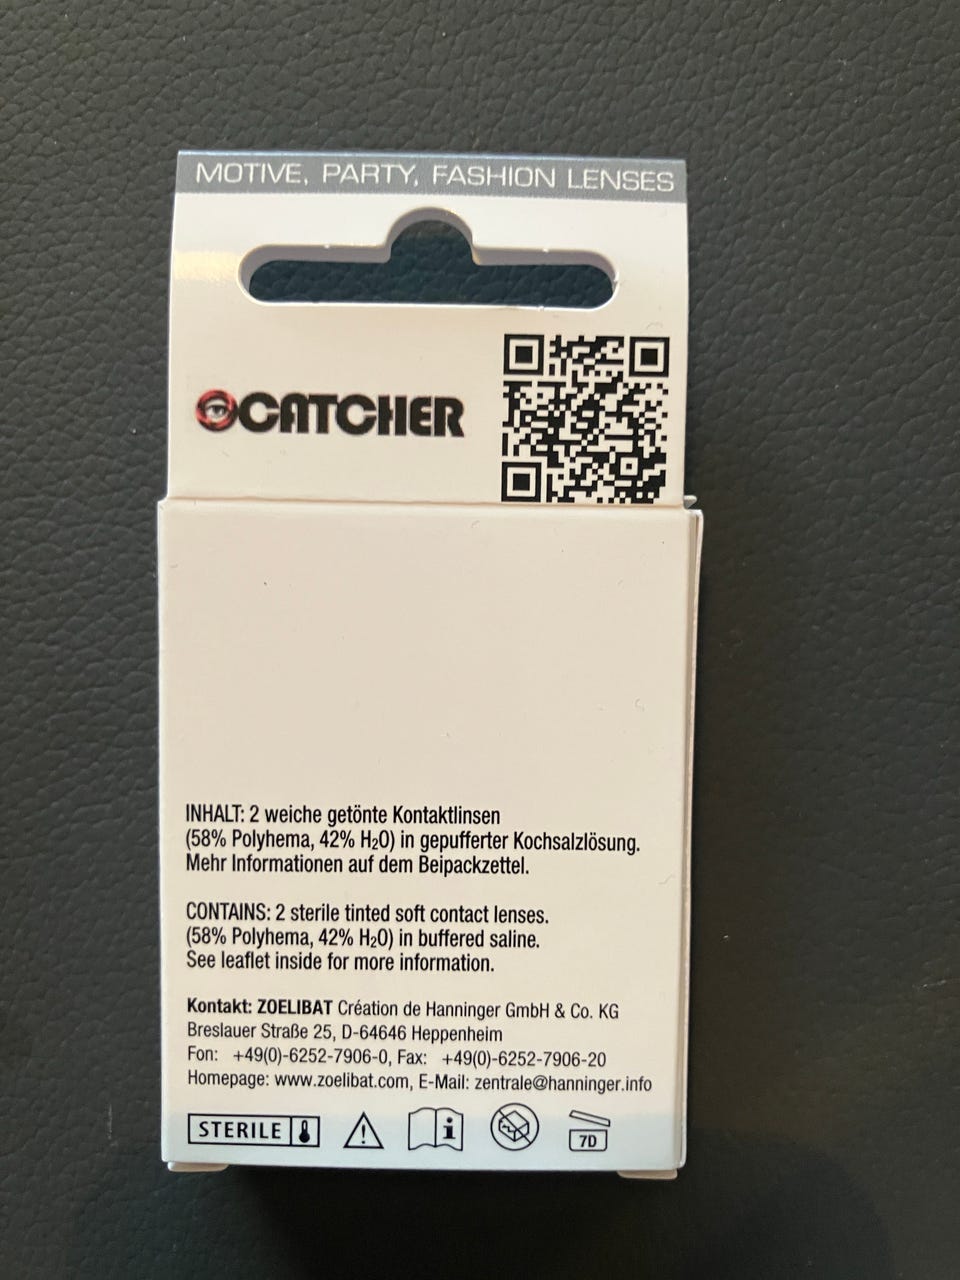 MOTIVE, PARTY, FASHION LENSES
CATCHER
INHALT: 2 weiche getönte Kontaktlinsen
(58% Polyhema, 42% H₂O) in gepufferter Kochsalzlösung.
Mehr Informationen auf dem Beipackzettel.
CONTAINS: 2 sterile tinted soft contact lenses.
(58% Polyhema, 42% H₂O) in buffered saline.
See leaflet inside for more information.
Kontakt: ZOELIBAT Création de Hanninger GmbH & Co. KG
Breslauer Straße 25, D-64646 Heppenheim
Fon: +49(0)-6252-7906-0, Fax: +49(0)-6252-7906-20
Homepage: www.zoelibat.com, E-Mail: zentrale@hanninger.info
STERILE
7D